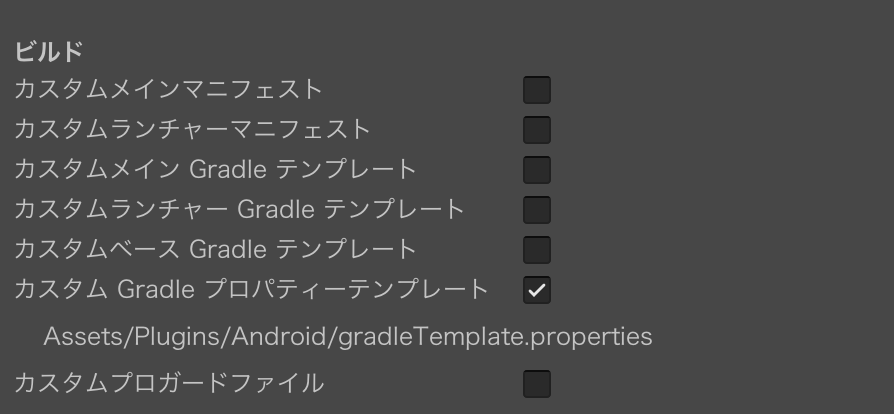 ビルド
カスタムメインマニフェスト
カスタムランチャーマニフェスト
カスタムメイン Gradle テンプレート
カスタムランチャー Gradle テンプレート
カスタムベース Gradle テンプレート
カスタム Gradle プロパティーテンプレート
Assets/Plugins/Android/gradleTemplate.properties
カスタムプロガードファイル